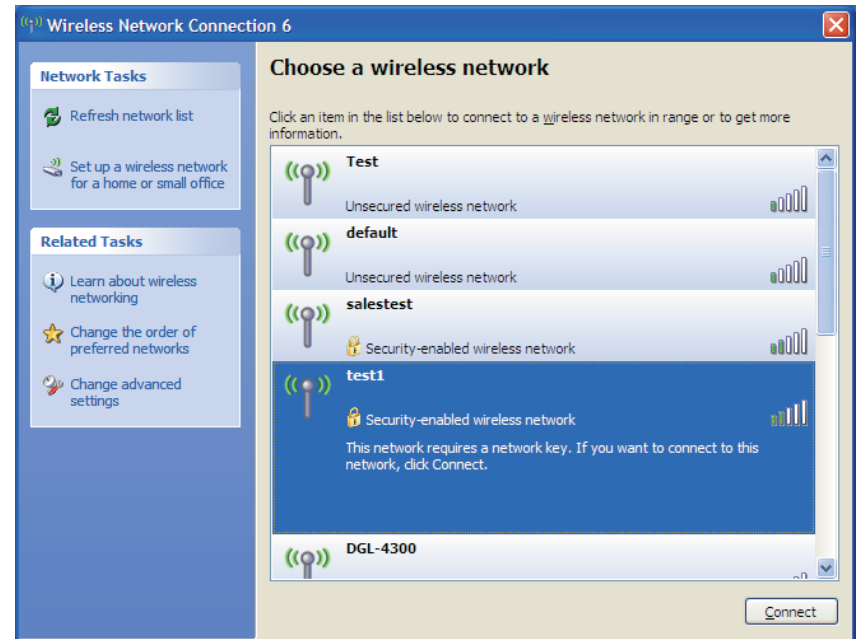 Wireless Network Connection 6
Network Tasks
Refresh network list
Set up a wireless network
for a home or small office
Related Tasks
Learn about wireless
networking
Change the order of
preferred networks
Change advanced
settings
Choose a wireless network
Click an item in the list below to connect to a wireless network in range or to get more
information.
Test
Unsecured wireless network
default
Unsecured wireless network
salestest
Security-enabled wireless network
test1
Security-enabled wireless network
This network requires a network key. If you want to connect to this
network, click Connect.
DGL-4300
Connect